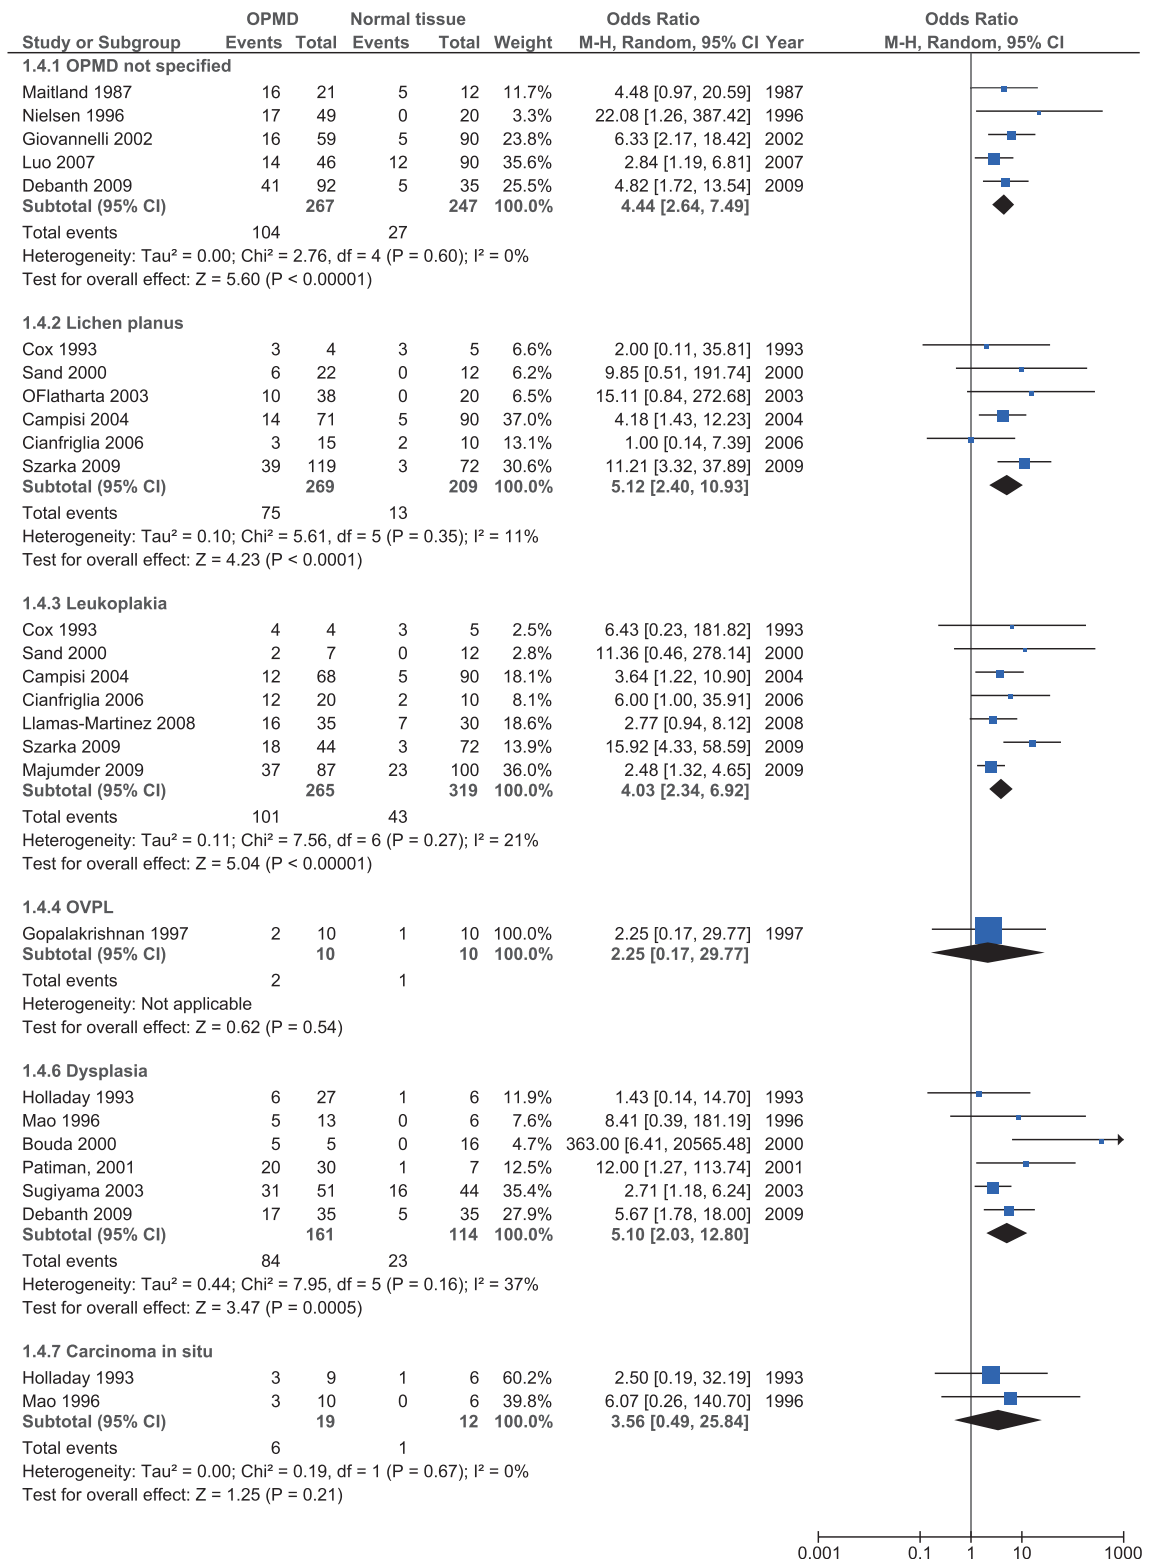 OPMD Normal tissue Odds Ratio Odds Ratio
Study or Subgroup Events Total Events Total Weight M-H, Random, 95% CI Year M-H, Random, 95% CI
1.4.1 OPMD not specified
Maitland 1987 16 21 5 12 11.7% 4.48 [0.97, 20.59] 1987
Nielsen 1996 17 49 0 20 3.3% 22.08 [1.26, 387.42] 1996
Giovannelli 2002 16 59 5 90 23.8% 6.33 [2.17, 18.42] 2002
Luo 2007 14 46 12 90 35.6% 2.84 [1.19, 6.81] 2007
Debanth 2009 41 92 5 35 25.5% 4.82 [1.72, 13.54] 2009
Subtotal (95% CI) 267 247 100.0% 4.44 [2.64, 7.49]
Total events 104 27
Heterogeneity: Tau² = 0.00; Chi² = 2.76, df = 4 (P = 0.60); I² = 0%
Test for overall effect: Z = 5.60 (P < 0.00001)
1.4.2 Lichen planus
Cox 1993 3 4 3 5 6.6% 2.00 [0.11, 35.81] 1993
Sand 2000 6 22 0 12 6.2% 9.85 [0.51, 191.74] 2000
OFlatharta 2003 10 38 0 20 6.5% 15.11 [0.84, 272.68] 2003
Campisi 2004 14 71 5 90 37.0% 4.18 [1.43, 12.23] 2004
Cianfriglia 2006 3 15 2 10 13.1% 1.00 [0.14, 7.39] 2006
Szarka 2009 39 119 3 72 30.6% 11.21 [3.32, 37.89] 2009
Subtotal (95% CI) 269 209 100.0% 5.12 [2.40, 10.93]
Total events 75 13
Heterogeneity: Tau² = 0.10; Chi² = 5.61, df = 5 (P = 0.35); I² = 11%
Test for overall effect: Z = 4.23 (P < 0.0001)
1.4.3 Leukoplakia
Cox 1993 4 4 3 5 2.5% 6.43 [0.23, 181.82] 1993
Sand 2000 2 7 0 12 2.8% 11.36 [0.46, 278.14] 2000
Campisi 2004 12 68 5 90 18.1% 3.64 [1.22, 10.90] 2004
Cianfriglia 2006 12 20 2 10 8.1% 6.00 [1.00, 35.91] 2006
Llamas-Martinez 2008 16 35 7 30 18.6% 2.77 [0.94, 8.12] 2008
Szarka 2009 18 44 3 72 13.9% 15.92 [4.33, 58.59] 2009
Majumder 2009 37 87 23 100 36.0% 2.48 [1.32, 4.65] 2009
Subtotal (95% CI) 265 319 100.0% 4.03 [2.34, 6.92]
Total events 101 43
Heterogeneity: Tau² = 0.11; Chi² = 7.56, df = 6 (P = 0.27); I² = 21%
Test for overall effect: Z = 5.04 (P < 0.00001)
1.4.4 OVPL
Gopalakrishnan 1997 2 10 1 10 100.0% 2.25 [0.17, 29.77] 1997
Subtotal (95% CI) 10 10 100.0% 2.25 [0.17, 29.77]
Total events 2 1
Heterogeneity: Not applicable
Test for overall effect: Z = 0.62 (P = 0.54)
1.4.6 Dysplasia
Holladay 1993 6 27 1 6 11.9% 1.43 [0.14, 14.70] 1993
Mao 1996 5 13 0 6 7.6% 8.41 [0.39, 181.19] 1996
Bouda 2000 5 5 0 16 4.7% 363.00 [6.41, 20565.48] 2000
Patiman, 2001 20 30 1 7 12.5% 12.00 [1.27, 113.74] 2001
Sugiyama 2003 31 51 16 44 35.4% 2.71 [1.18, 6.24] 2003
Debanth 2009 17 35 5 35 27.9% 5.67 [1.78, 18.00] 2009
Subtotal (95% CI) 161 114 100.0% 5.10 [2.03, 12.80]
Total events 84 23
Heterogeneity: Tau² = 0.44; Chi² = 7.95, df = 5 (P = 0.16); I² = 37%
Test for overall effect: Z = 3.47 (P = 0.0005)
1.4.7 Carcinoma in situ
Holladay 1993 3 9 1 6 60.2% 2.50 [0.19, 32.19] 1993
Mao 1996 3 10 0 6 39.8% 6.07 [0.26, 140.70] 1996
Subtotal (95% CI) 19 12 100.0% 3.56 [0.49, 25.84]
Total events 6 1
Heterogeneity: Tau² = 0.00; Chi² = 0.19, df = 1 (P = 0.67); I² = 0%
Test for overall effect: Z = 1.25 (P = 0.21)
0.001 0.1 1 10 1000